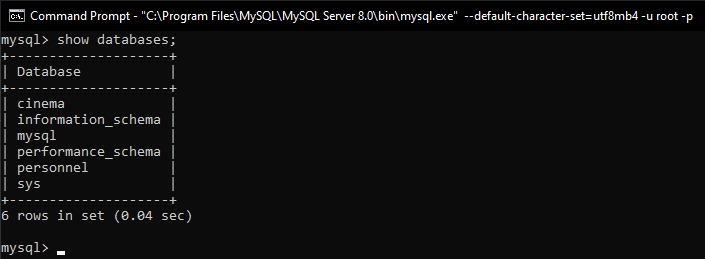 Command Prompt - "C:\Program Files\MySQL\MySQL Server 8.0\bin\mysql.exe"  --default-character-set=utf8mb4 -u root -p
mysql> show databases;
+--------------------+
| Database           |
+--------------------+
| cinema             |
| information_schema |
| mysql              |
| performance_schema |
| personnel          |
| sys                |
+--------------------+
6 rows in set (0.04 sec)
mysql> _